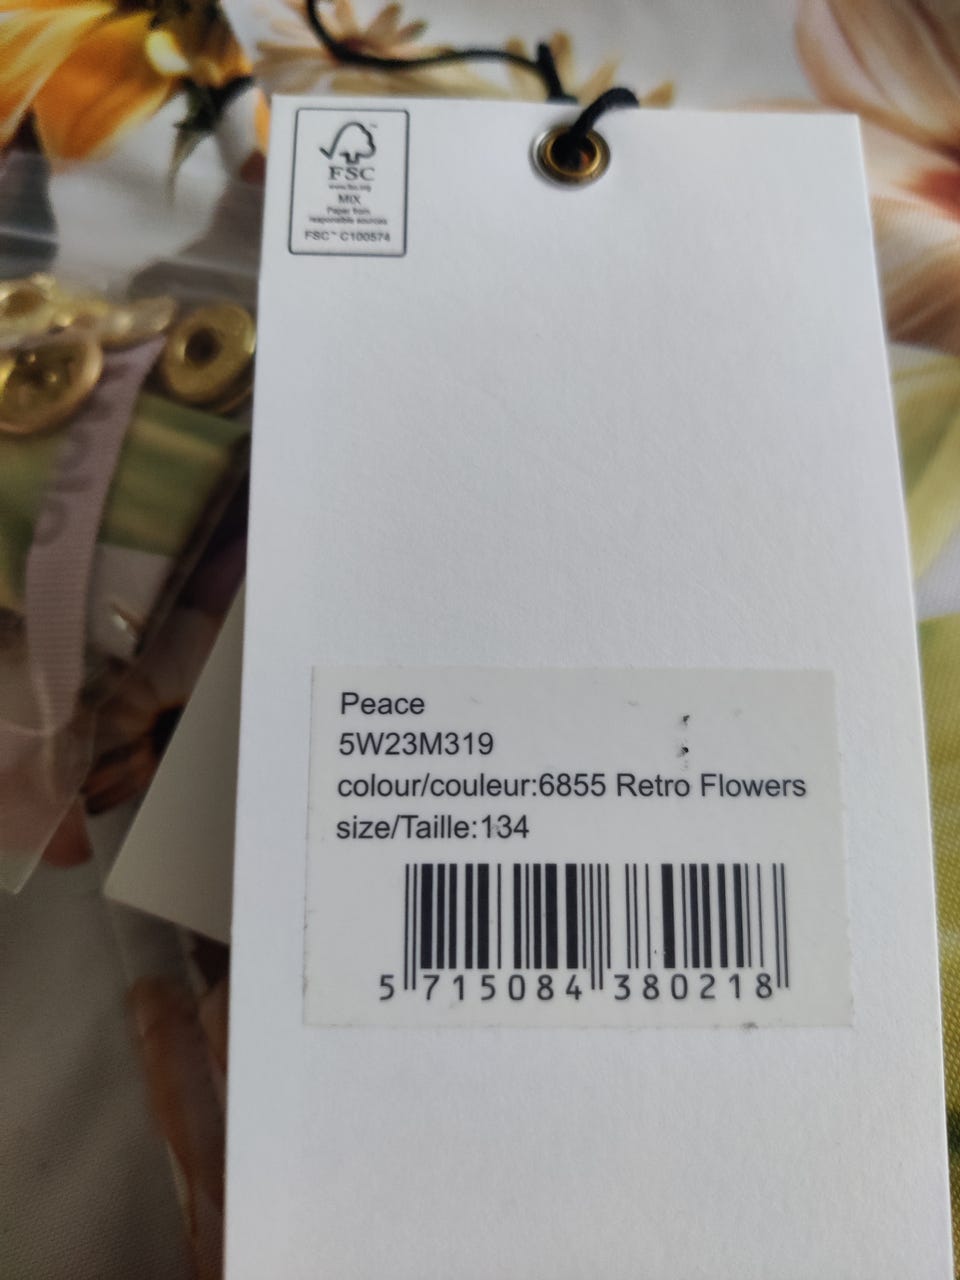 FSC
www.fsc.org
MIX
Paper from
responsible sources
FSC™ C100574
Peace
5W23M319
colour/couleur:6855 Retro Flowers
size/Taille:134
5 715084 380218